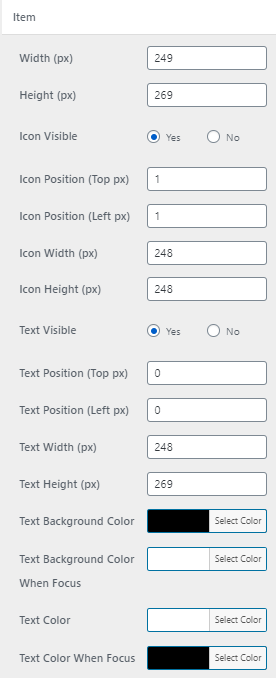 Item
Width (px) 249
Height (px) 269
Icon Visible Yes No
Icon Position (Top px) 1
Icon Position (Left px) 1
Icon Width (px) 248
Icon Height (px) 248
Text Visible Yes No
Text Position (Top px) 0
Text Position (Left px) 0
Text Width (px) 248
Text Height (px) 269
Text Background Color Select Color
Text Background Color Select Color
When Focus
Text Color Select Color
Text Color When Focus Select Color